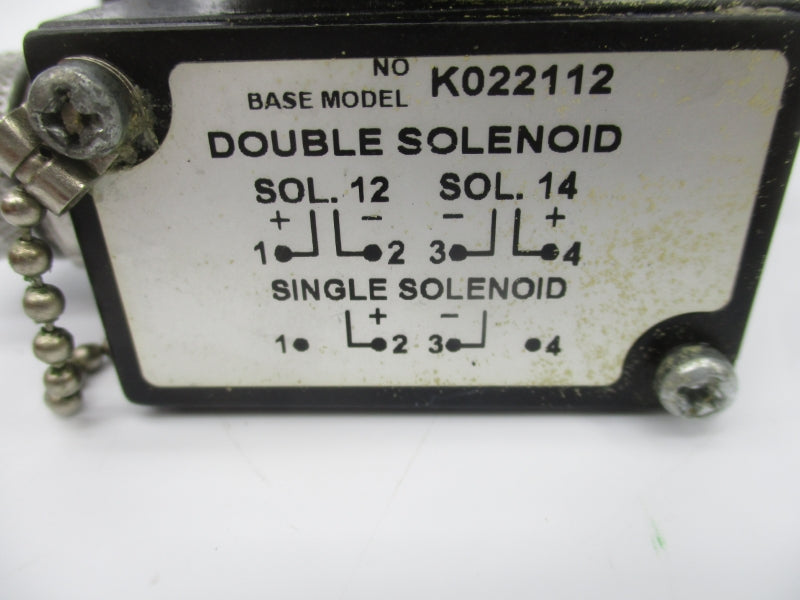 NO
BASE MODEL K022112
DOUBLE SOLENOID
SOL. 12 SOL. 14
+ − − +
1 2 3 4
SINGLE SOLENOID
+ −
1 2 3 4